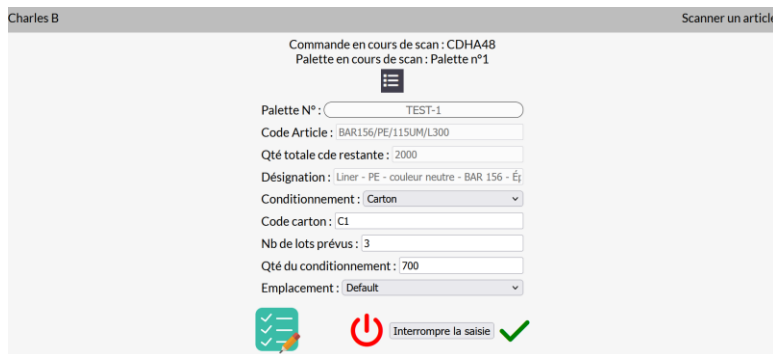 Charles B
Scanner un article
Commande en cours de scan : CDHA48
Palette en cours de scan : Palette n°1
Palette N° : TEST-1
Code Article : BAR156/PE/115UM/L300
Qté totale cde restante : 2000
Désignation : Liner - PE - couleur neutre - BAR 156 - Ép
Conditionnement : Carton
Code carton : C1
Nb de lots prévus : 3
Qté du conditionnement : 700
Emplacement : Default
Interrompre la saisie